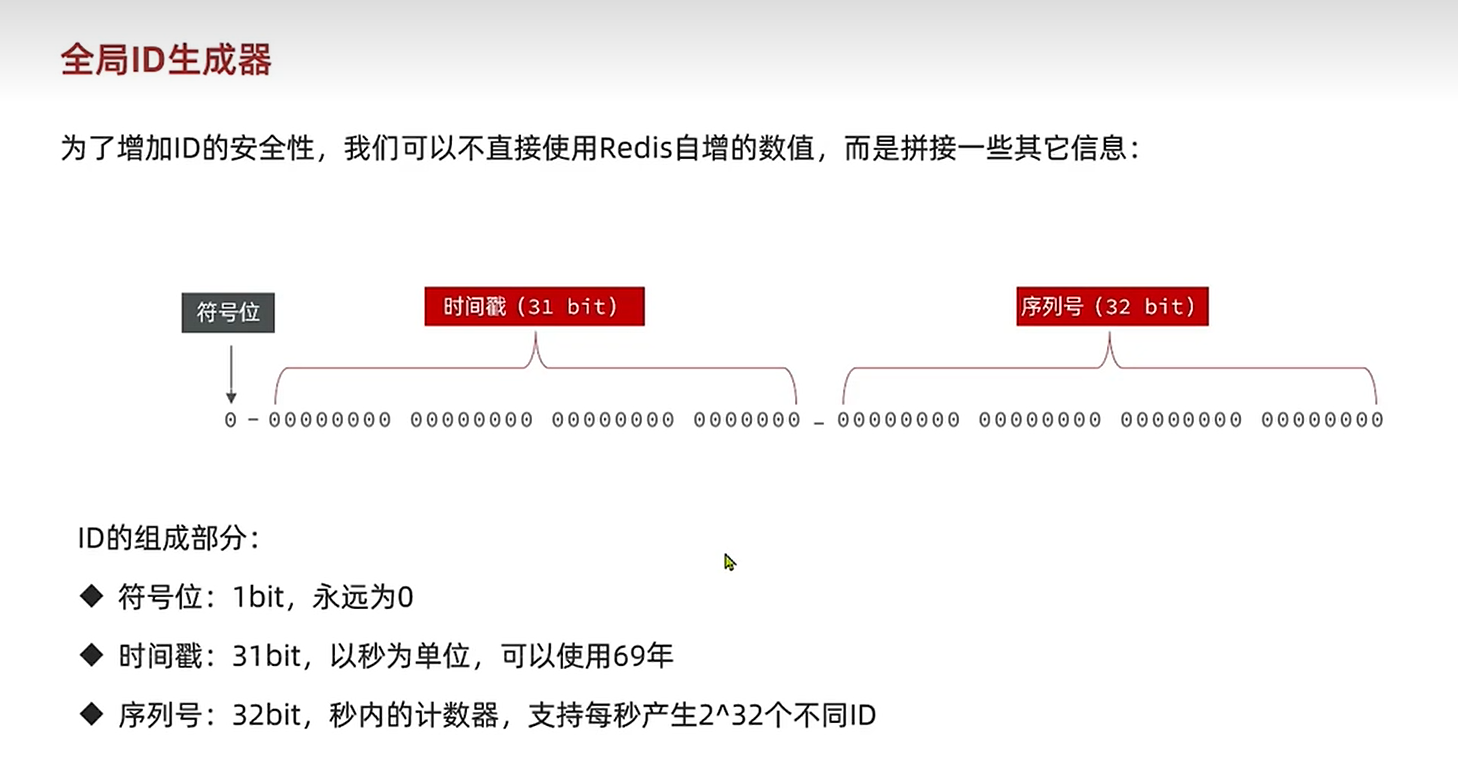 全局ID生成器
为了增加ID的安全性，我们可以不直接使用Redis自增的数值，而是拼接一些其它信息：
符号位 时间戳（31 bit） 序列号（32 bit）
0 - 00000000 00000000 00000000 0000000 - 00000000 00000000 00000000 00000000
ID的组成部分：
◆ 符号位：1bit，永远为0
◆ 时间戳：31bit，以秒为单位，可以使用69年
◆ 序列号：32bit，秒内的计数器，支持每秒产生2^32个不同ID